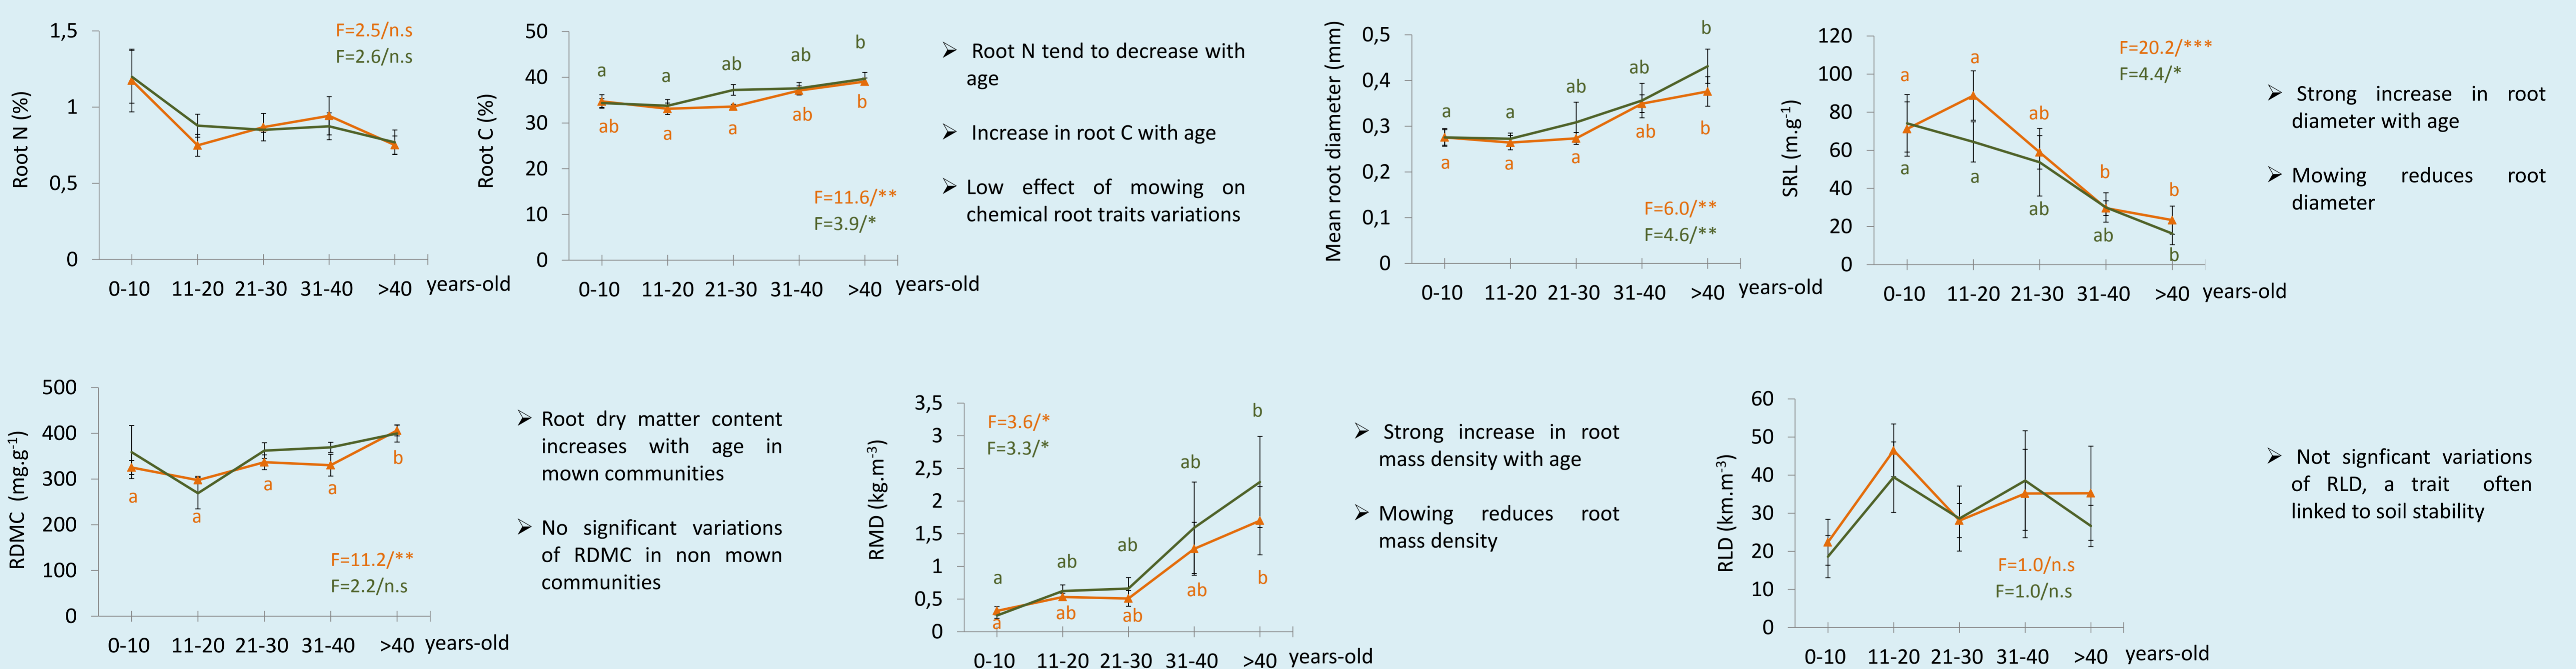 Root N (%)
1,5
1
0,5
0
F=2.5/n.s
F=2.6/n.s
0-10 11-20 21-30 31-40 >40 years-old
Root C (%)
50
40
30
20
10
0
a a ab ab b
ab a a ab b
F=11.6/**
F=3.9/*
0-10 11-20 21-30 31-40 >40 years-old
➢ Root N tend to decrease with
age
➢ Increase in root C with age
➢ Low effect of mowing on
chemical root traits variations
Mean root diameter (mm)
0,5
0,4
0,3
0,2
0,1
0
a a ab ab b
a a a ab b
F=6.0/**
F=4.6/**
0-10 11-20 21-30 31-40 >40 years-old
SRL (m.g-1)
120
100
80
60
40
20
0
a a ab b b
a a ab ab b
F=20.2/***
F=4.4/*
0-10 11-20 21-30 31-40 >40 years-old
➢ Strong increase in root
diameter with age
➢ Mowing reduces root
diameter
RDMC (mg.g-1)
500
400
300
200
100
0
a a a a b
F=11.2/**
F=2.2/n.s
0-10 11-20 21-30 31-40 >40 years-old
➢ Root dry matter content
increases with age in
mown communities
➢ No significant variations
of RDMC in non mown
communities
RMD (kg.m-3)
3,5
3
2,5
2
1,5
1
0,5
0
F=3.6/*
F=3.3/*
a ab ab ab b
a ab ab ab b
0-10 11-20 21-30 31-40 >40 years-old
➢ Strong increase in root
mass density with age
➢ Mowing reduces root
mass density
RLD (km.m-3)
60
50
40
30
20
10
0
F=1.0/n.s
F=1.0/n.s
0-10 11-20 21-30 31-40 >40 years-old
➢ Not signficant variations
of RLD, a trait often
linked to soil stability